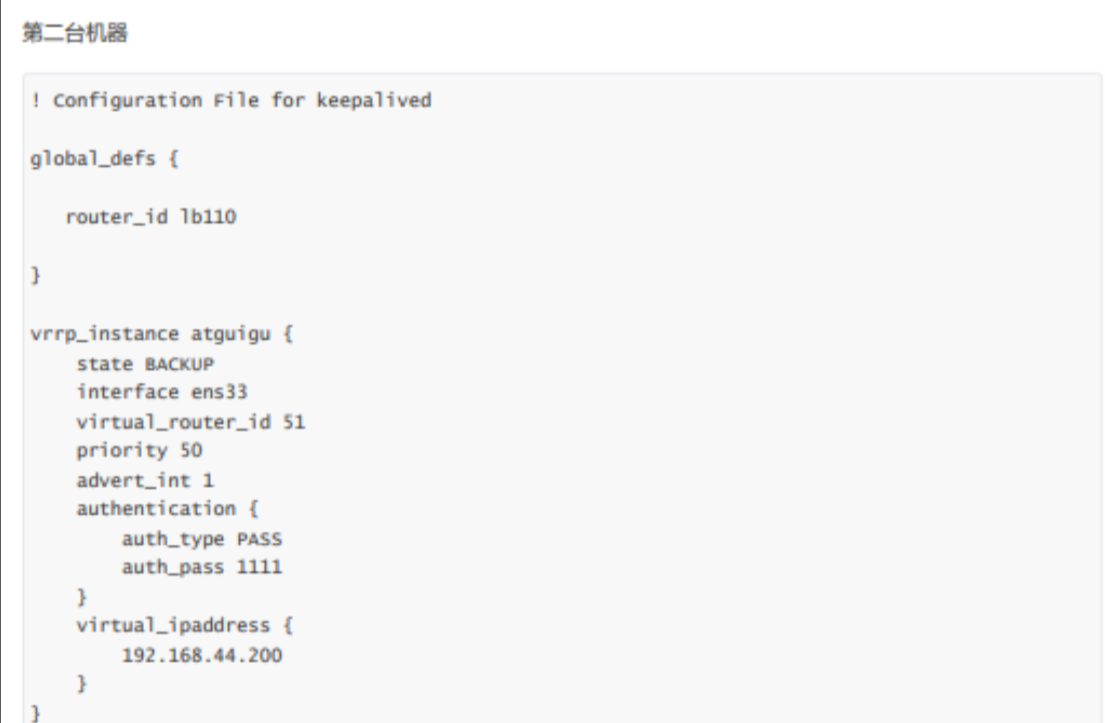 第二台机器
! Configuration File for keepalived
global_defs {
router_id lb110
}
vrrp_instance atguigu {
state BACKUP
interface ens33
virtual_router_id 51
priority 50
advert_int 1
authentication {
auth_type PASS
auth_pass 1111
}
virtual_ipaddress {
192.168.44.200
}
}